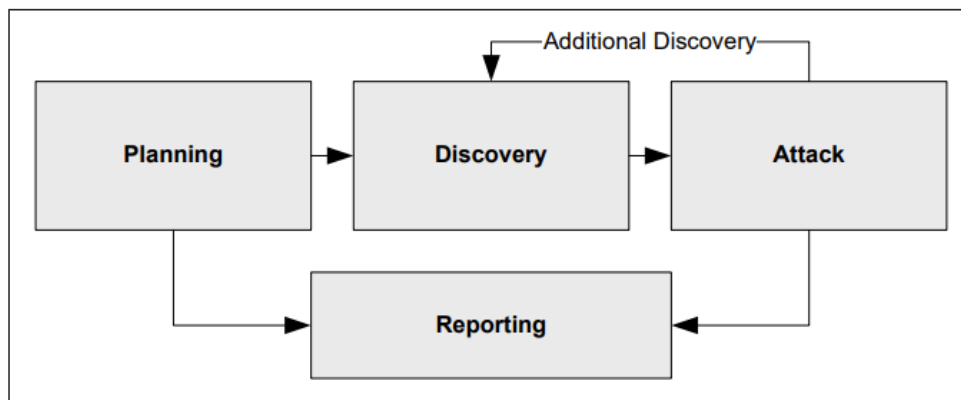 Additional Discovery
Planning
Discovery
Attack
Reporting